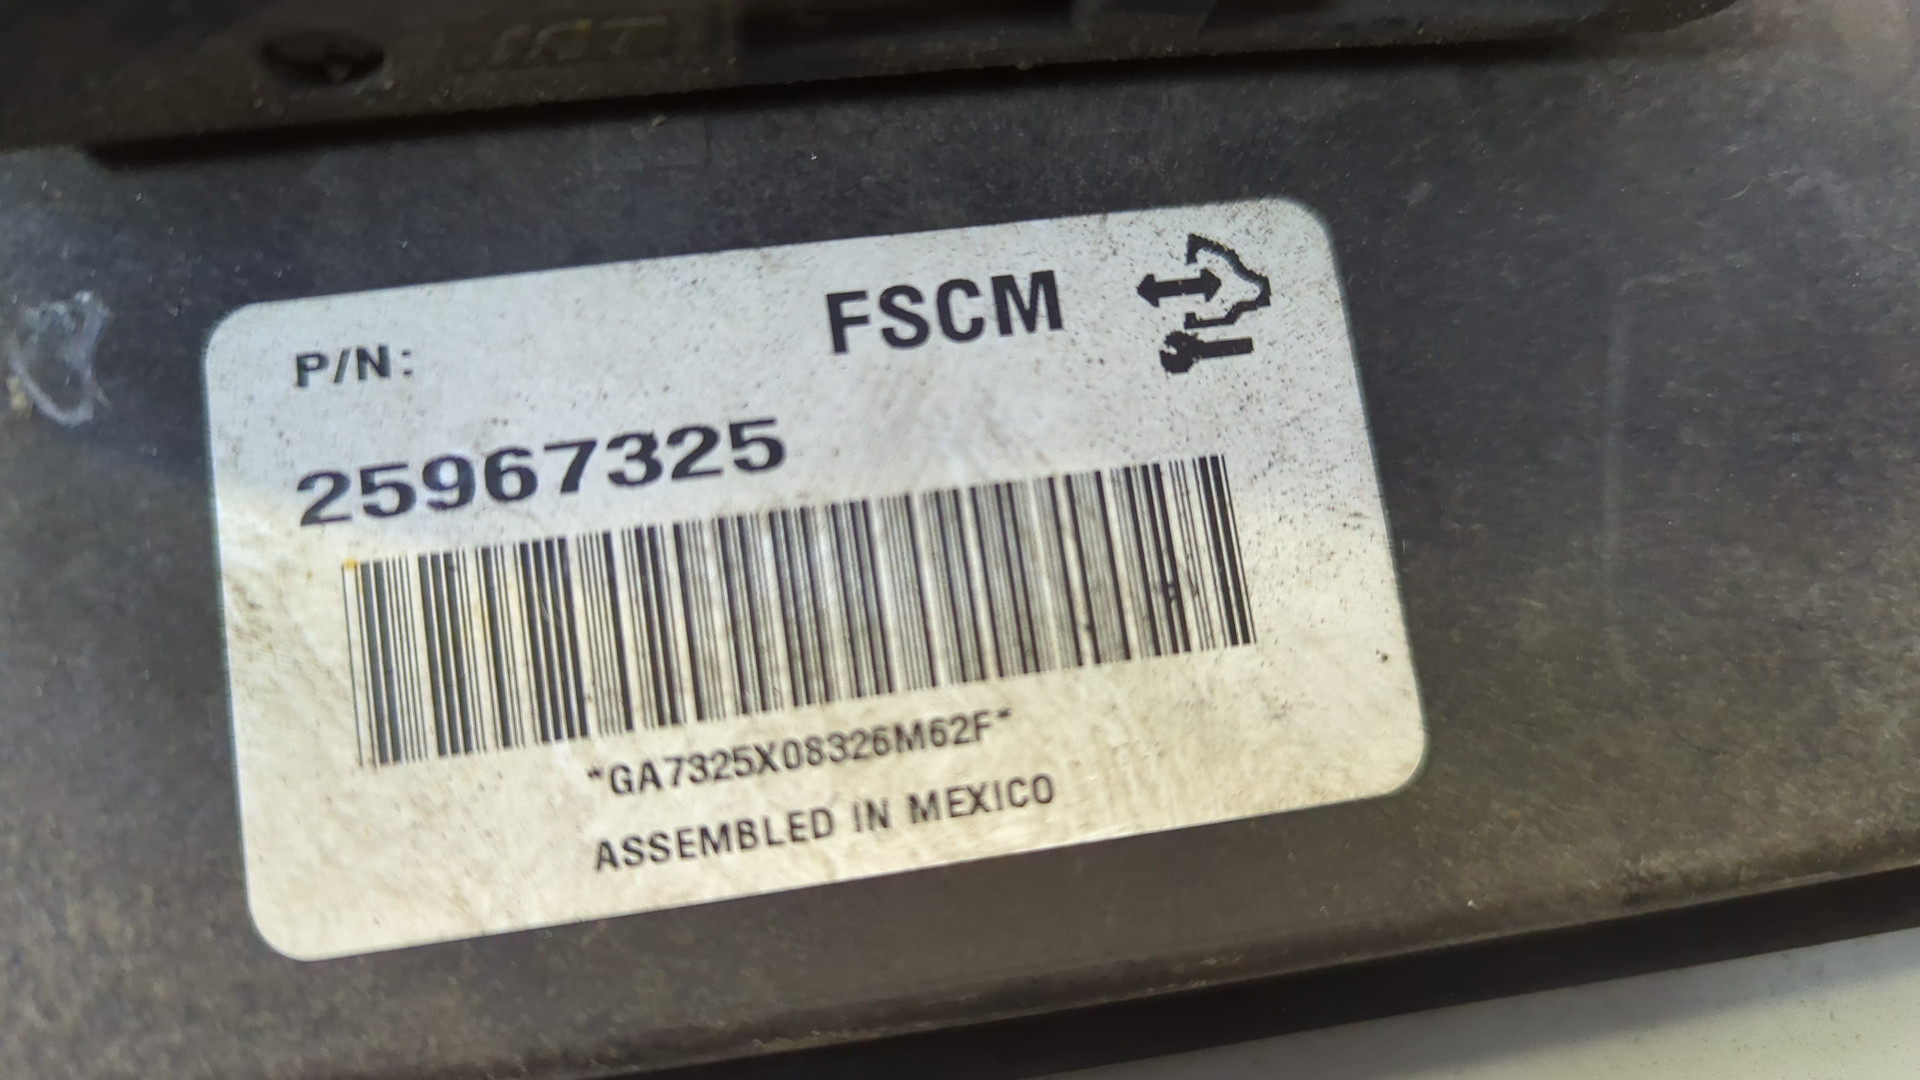 FSCM
P/N:
25967325
*GA7325X08326M62F*
ASSEMBLED IN MEXICO